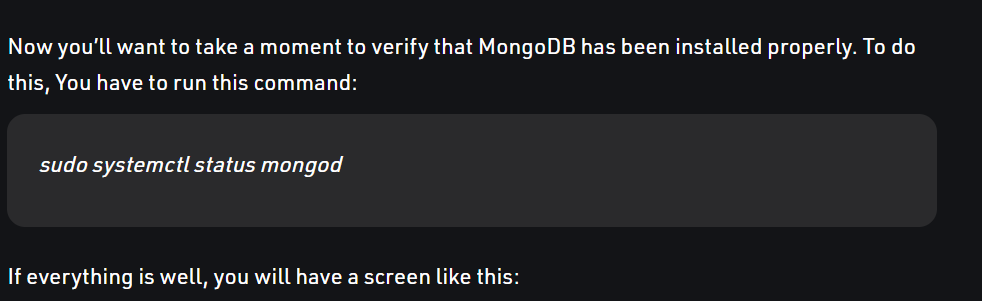 Now you’ll want to take a moment to verify that MongoDB has been installed properly. To do
this, You have to run this command:
sudo systemctl status mongod
If everything is well, you will have a screen like this: